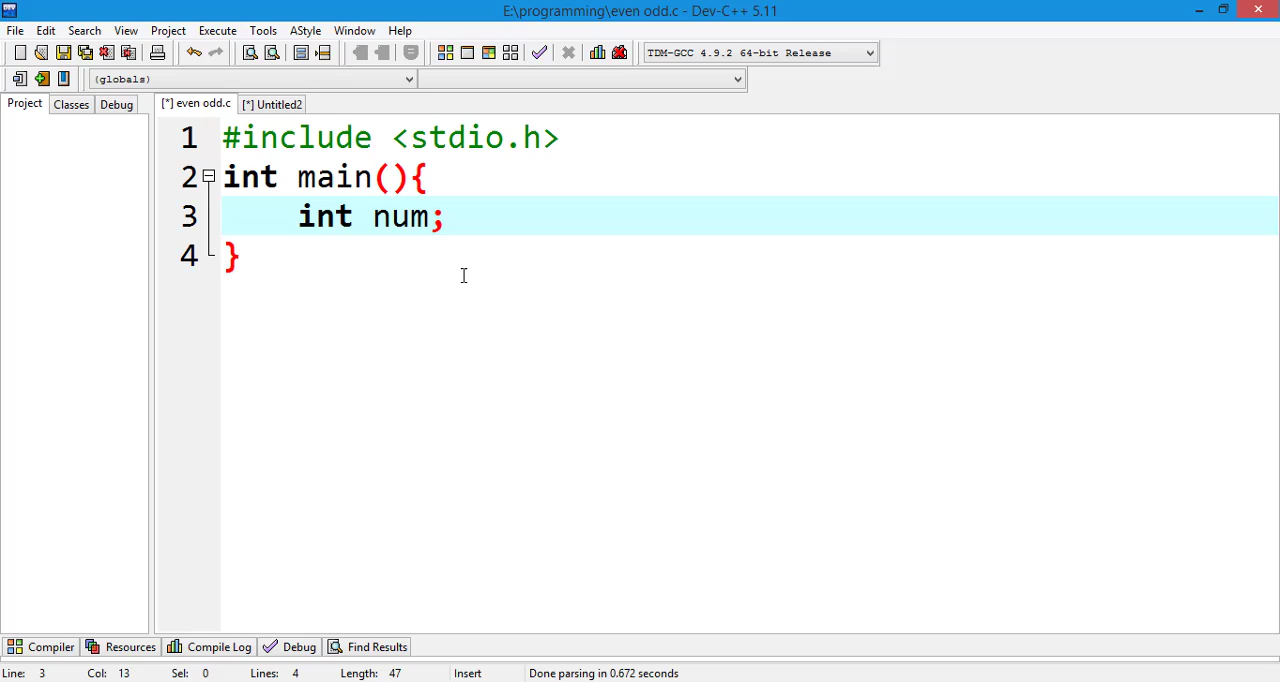 E:\programming\even odd.c - Dev-C++ 5.11
File Edit Search View Project Execute Tools AStyle Window Help
TDM-GCC 4.9.2 64-bit Release
(globals)
Project Classes Debug [*] even odd.c [*] Untitled2
1 #include <stdio.h>
2 int main(){
3 int num;
4 }
Compiler Resources Compile Log Debug Find Results
Line: 3 Col: 13 Sel: 0 Lines: 4 Length: 47 Insert Done parsing in 0.672 seconds